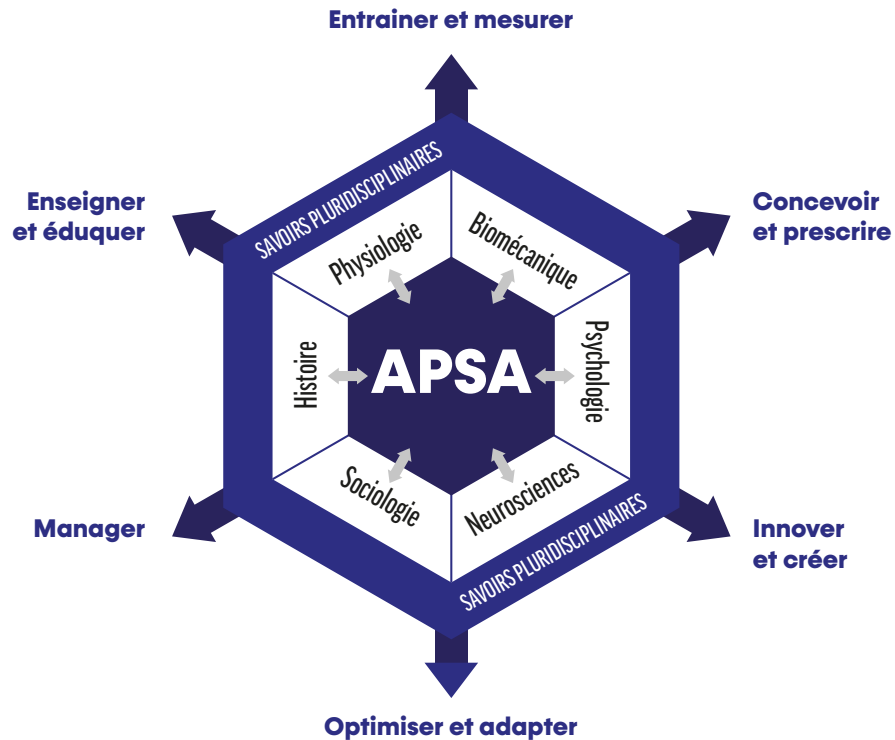 Entrainer et mesurer
Enseigner
et éduquer
Concevoir
et prescrire
SAVOIRS PLURIDISCIPLINAIRES
Physiologie
Biomécanique
Histoire
APSA
Psychologie
Sociologie
Neurosciences
SAVOIRS PLURIDISCIPLINAIRES
Manager
Innover
et créer
Optimiser et adapter